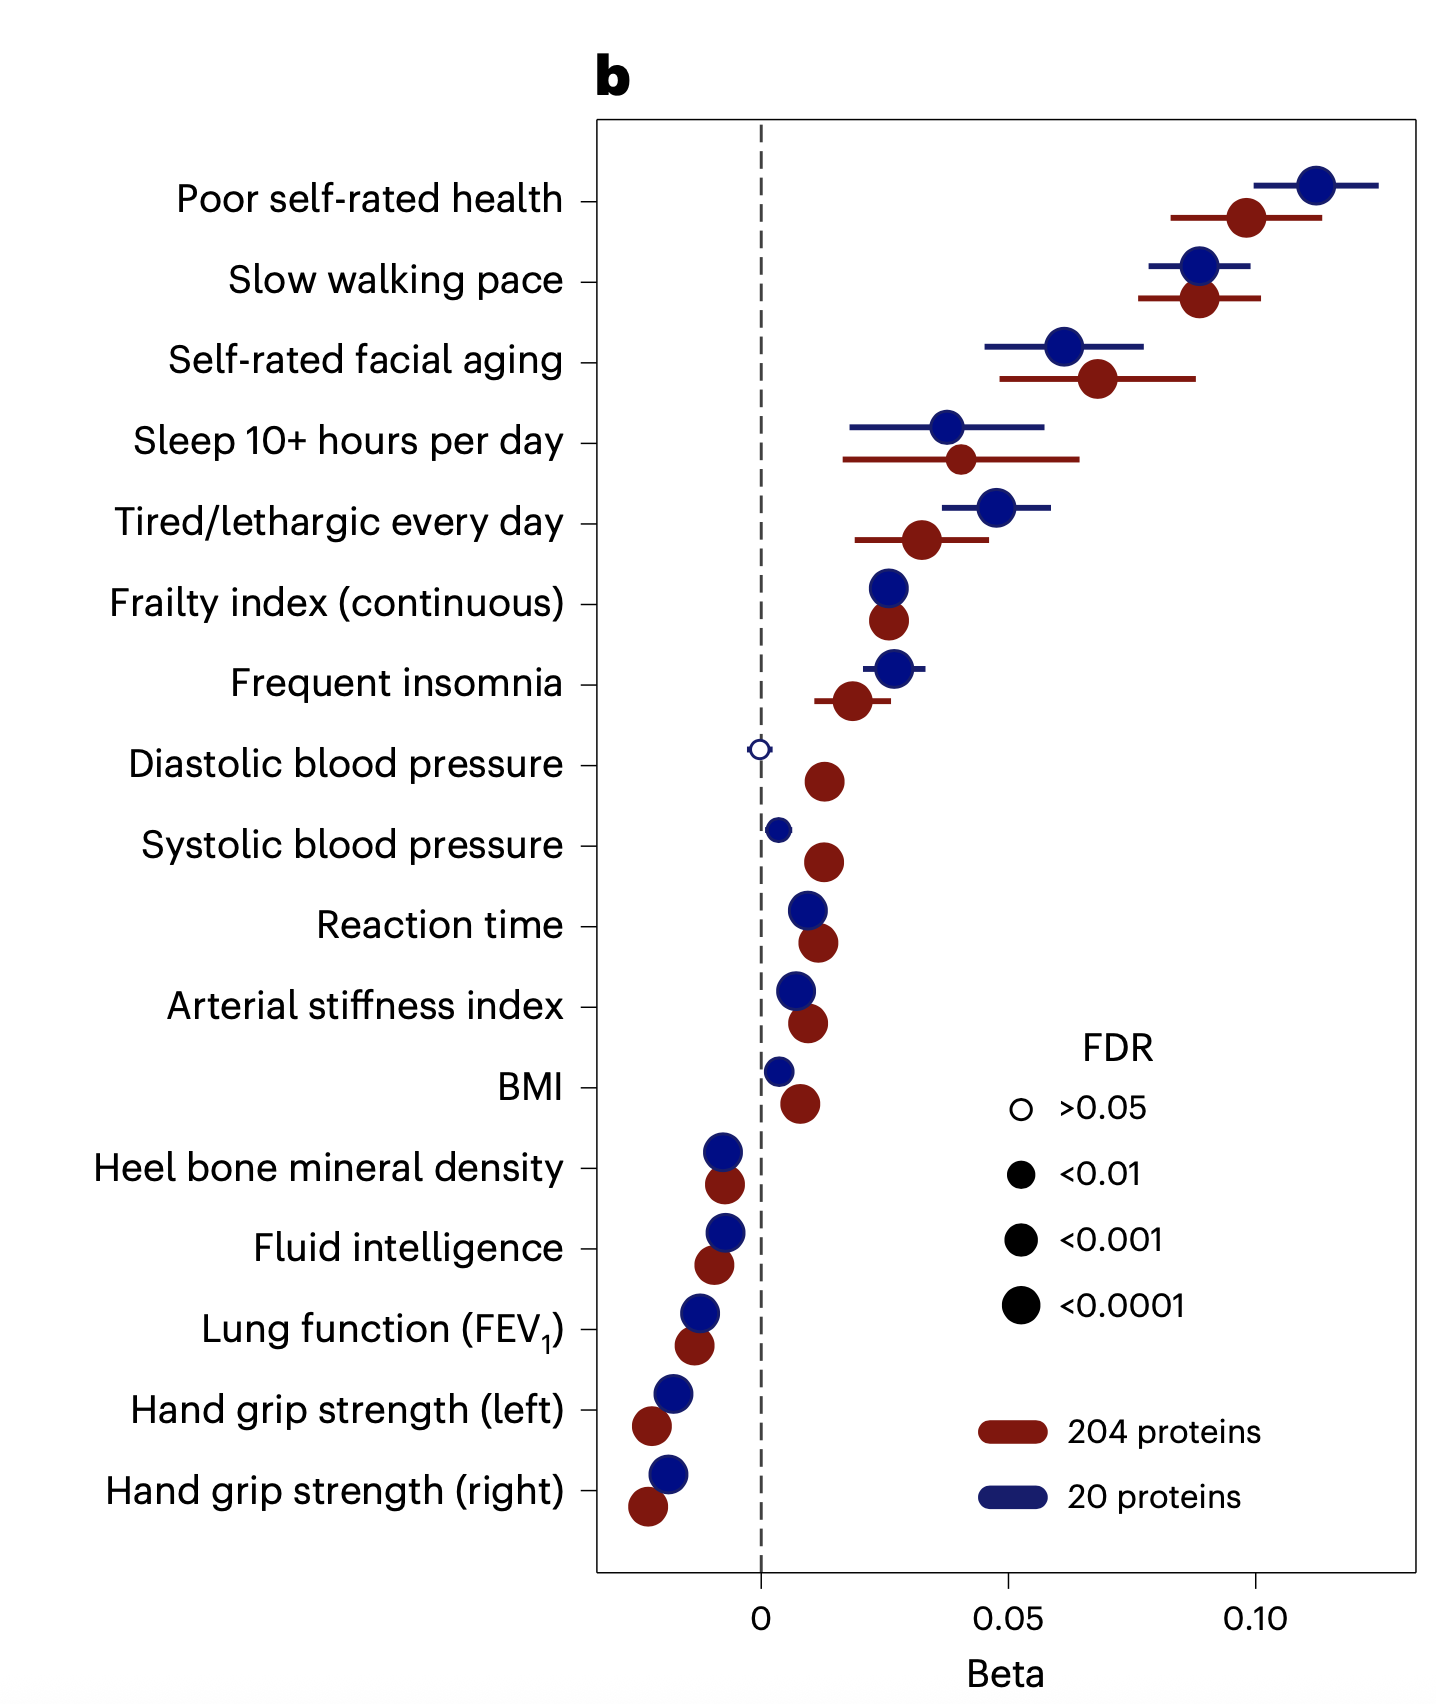 b
Poor self-rated health
Slow walking pace
Self-rated facial aging
Sleep 10+ hours per day
Tired/lethargic every day
Frailty index (continuous)
Frequent insomnia
Diastolic blood pressure
Systolic blood pressure
Reaction time
Arterial stiffness index
BMI
Heel bone mineral density
Fluid intelligence
Lung function (FEV₁)
Hand grip strength (left)
Hand grip strength (right)
FDR
>0.05
<0.01
<0.001
<0.0001
204 proteins
20 proteins
0 0.05 0.10
Beta